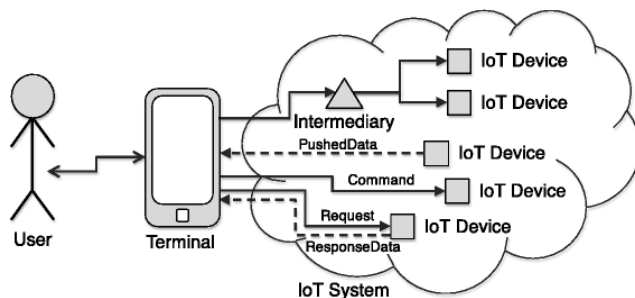 IoT Device
IoT Device
Intermediary
PushedData
IoT Device
Command
IoT Device
Request
IoT Device
ResponseData
User
Terminal
IoT System